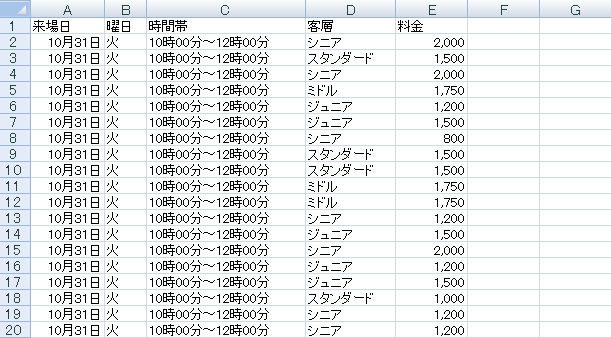 A B C D E F G
1 来場日 曜日 時間帯 客層 料金
2 10月31日 火 10時00分～12時00分 シニア 2,000
3 10月31日 火 10時00分～12時00分 スタンダード 1,500
4 10月31日 火 10時00分～12時00分 シニア 2,000
5 10月31日 火 10時00分～12時00分 ミドル 1,750
6 10月31日 火 10時00分～12時00分 ジュニア 1,200
7 10月31日 火 10時00分～12時00分 ジュニア 1,500
8 10月31日 火 10時00分～12時00分 シニア 800
9 10月31日 火 10時00分～12時00分 スタンダード 1,500
10 10月31日 火 10時00分～12時00分 スタンダード 1,500
11 10月31日 火 10時00分～12時00分 ミドル 1,750
12 10月31日 火 10時00分～12時00分 ミドル 1,750
13 10月31日 火 10時00分～12時00分 シニア 1,200
14 10月31日 火 10時00分～12時00分 ジュニア 1,500
15 10月31日 火 10時00分～12時00分 シニア 2,000
16 10月31日 火 10時00分～12時00分 ジュニア 1,200
17 10月31日 火 10時00分～12時00分 ジュニア 1,500
18 10月31日 火 10時00分～12時00分 スタンダード 1,000
19 10月31日 火 10時00分～12時00分 シニア 1,200
20 10月31日 火 10時00分～12時00分 シニア 1,200